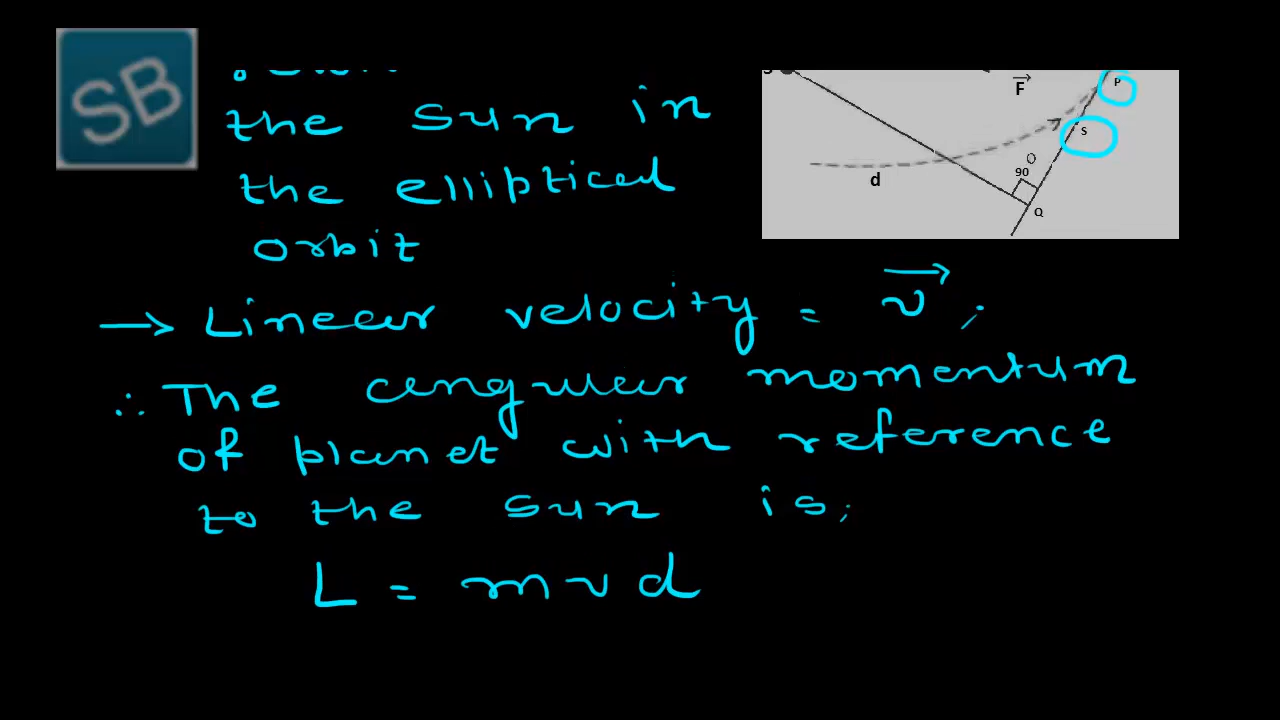 SB
the sun in
the elliptical
orbit
→ Linear velocity = v⃗ ;
∴ The angular momentum
of planet with reference
to the sun is,
L = m v d
F⃗
P
s
O
90
d
Q